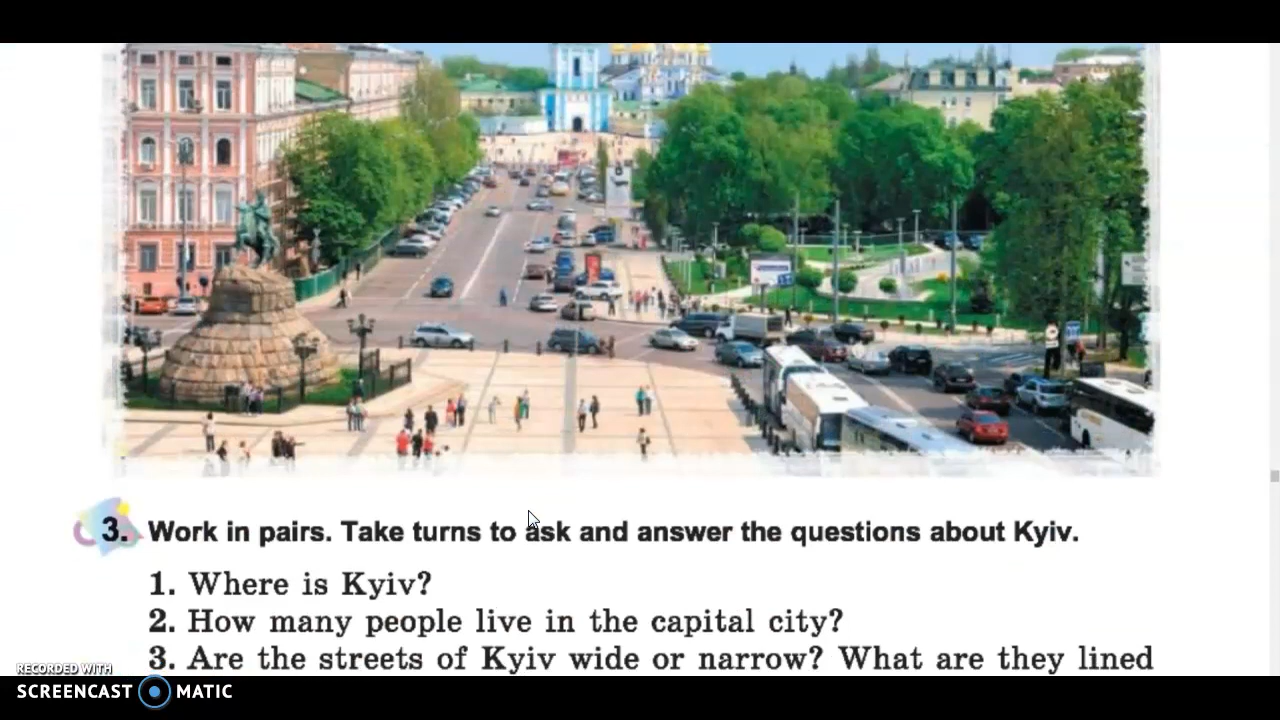 3. Work in pairs. Take turns to ask and answer the questions about Kyiv.
1. Where is Kyiv?
2. How many people live in the capital city?
3. Are the streets of Kyiv wide or narrow? What are they lined
RECORDED WITH
SCREENCAST MATIC